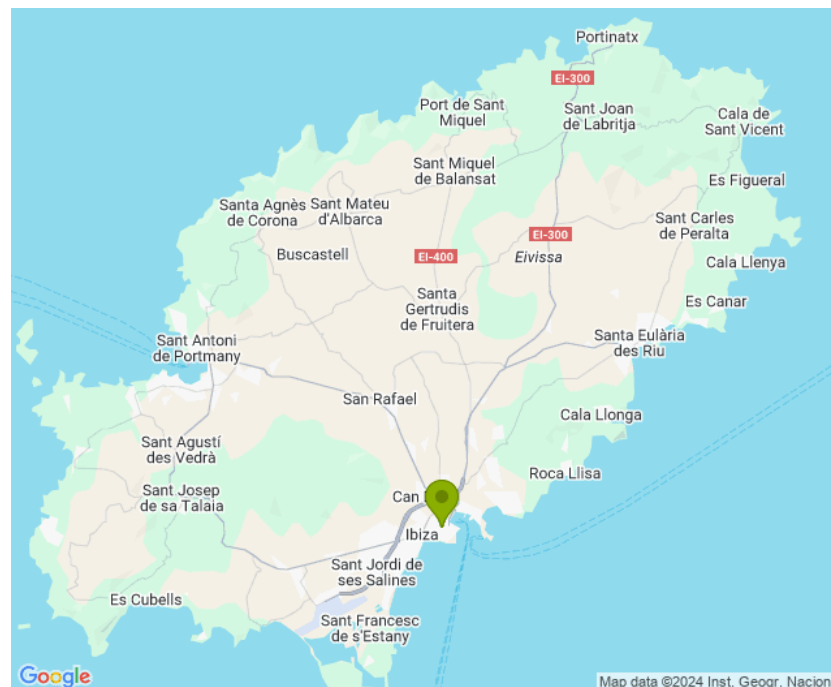 Portinatx
EI-300
Port de Sant
Miquel
Sant Joan
de Labritja
Cala de
Sant Vicent
Sant Miquel
de Balansat
Es Figueral
Santa Agnès
de Corona
Sant Mateu
d'Albarca
Sant Carles
de Peralta
EI-300
Buscastell
EI-400
Eivissa
Cala Llenya
Santa
Gertrudis
de Fruitera
Es Canar
Sant Antoni
de Portmany
Santa Eulària
des Riu
San Rafael
Cala Llonga
Sant Agustí
des Vedrà
Roca Llisa
Sant Josep
de sa Talaia
Can
Ibiza
Sant Jordi de
ses Salines
Es Cubells
Sant Francesc
de s'Estany
Google
Map data ©2024 Inst. Geogr. Nacion